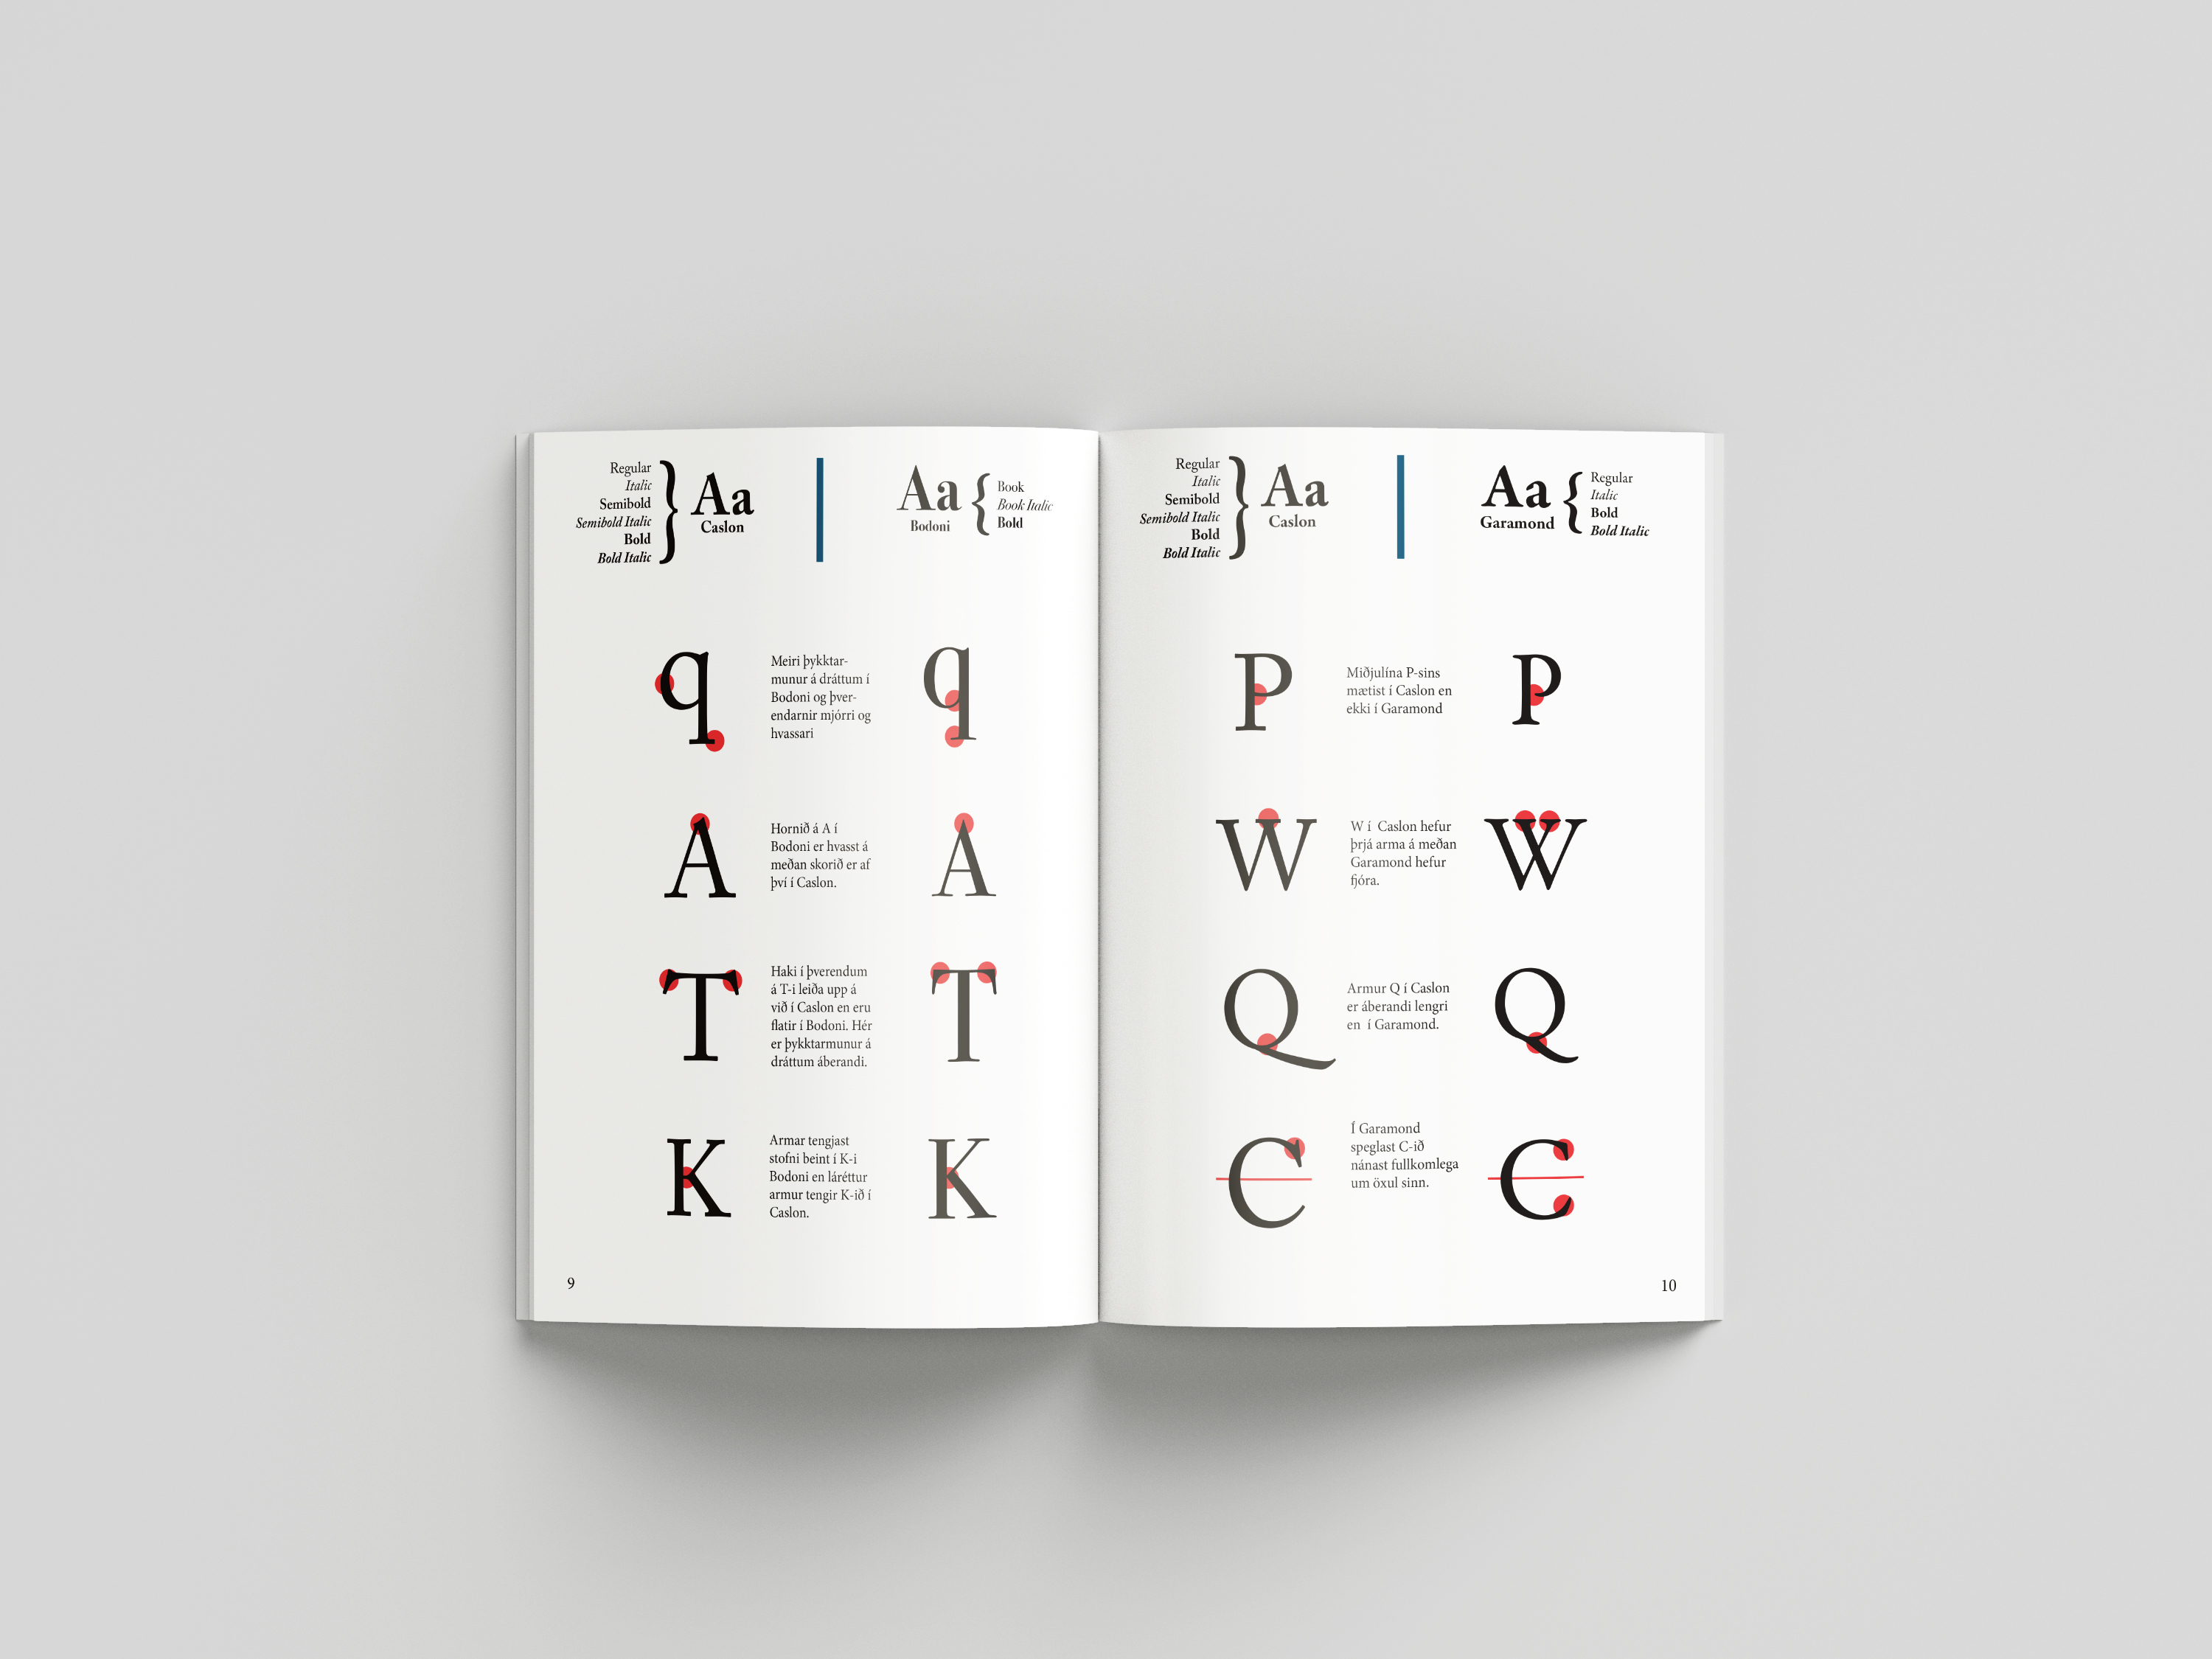 Regular
Italic
Semibold
Semibold Italic
Bold
Bold Italic
}
Aa
Caslon
Aa
Bodoni
{
Book
Book Italic
Bold
q
Meiri þykktar-
munur á dráttum í
Bodoni og þver-
endarnir mjórri og
hvassari
q
A
Hornið á A í
Bodoni er hvasst á
meðan skorið er af
því í Caslon.
A
T
Haki í þverendum
á T-i leiða upp á
við í Caslon en eru
flatir í Bodoni. Hér
er þykktarmunur á
dráttum áberandi.
T
K
Armar tengjast
stofni beint í K-i
Bodoni en láréttur
armur tengir K-ið í
Caslon.
K
9
Regular
Italic
Semibold
Semibold Italic
Bold
Bold Italic
}
Aa
Caslon
Aa
Garamond
{
Regular
Italic
Bold
Bold Italic
P
Miðjulína P-sins
mætist í Caslon en
ekki í Garamond
P
W
W í  Caslon hefur
þrjá arma á meðan
Garamond hefur
fjóra.
W
Q
Armur Q í Caslon
er áberandi lengri
en  í Garamond.
Q
C
Í Garamond
speglast C-ið
nánast fullkomlega
um öxul sinn.
C
10